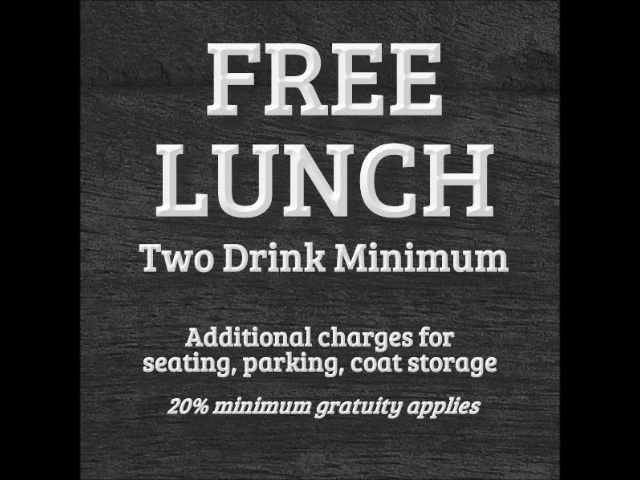 FREE
LUNCH
Two Drink Minimum
Additional charges for
seating, parking, coat storage
20% minimum gratuity applies